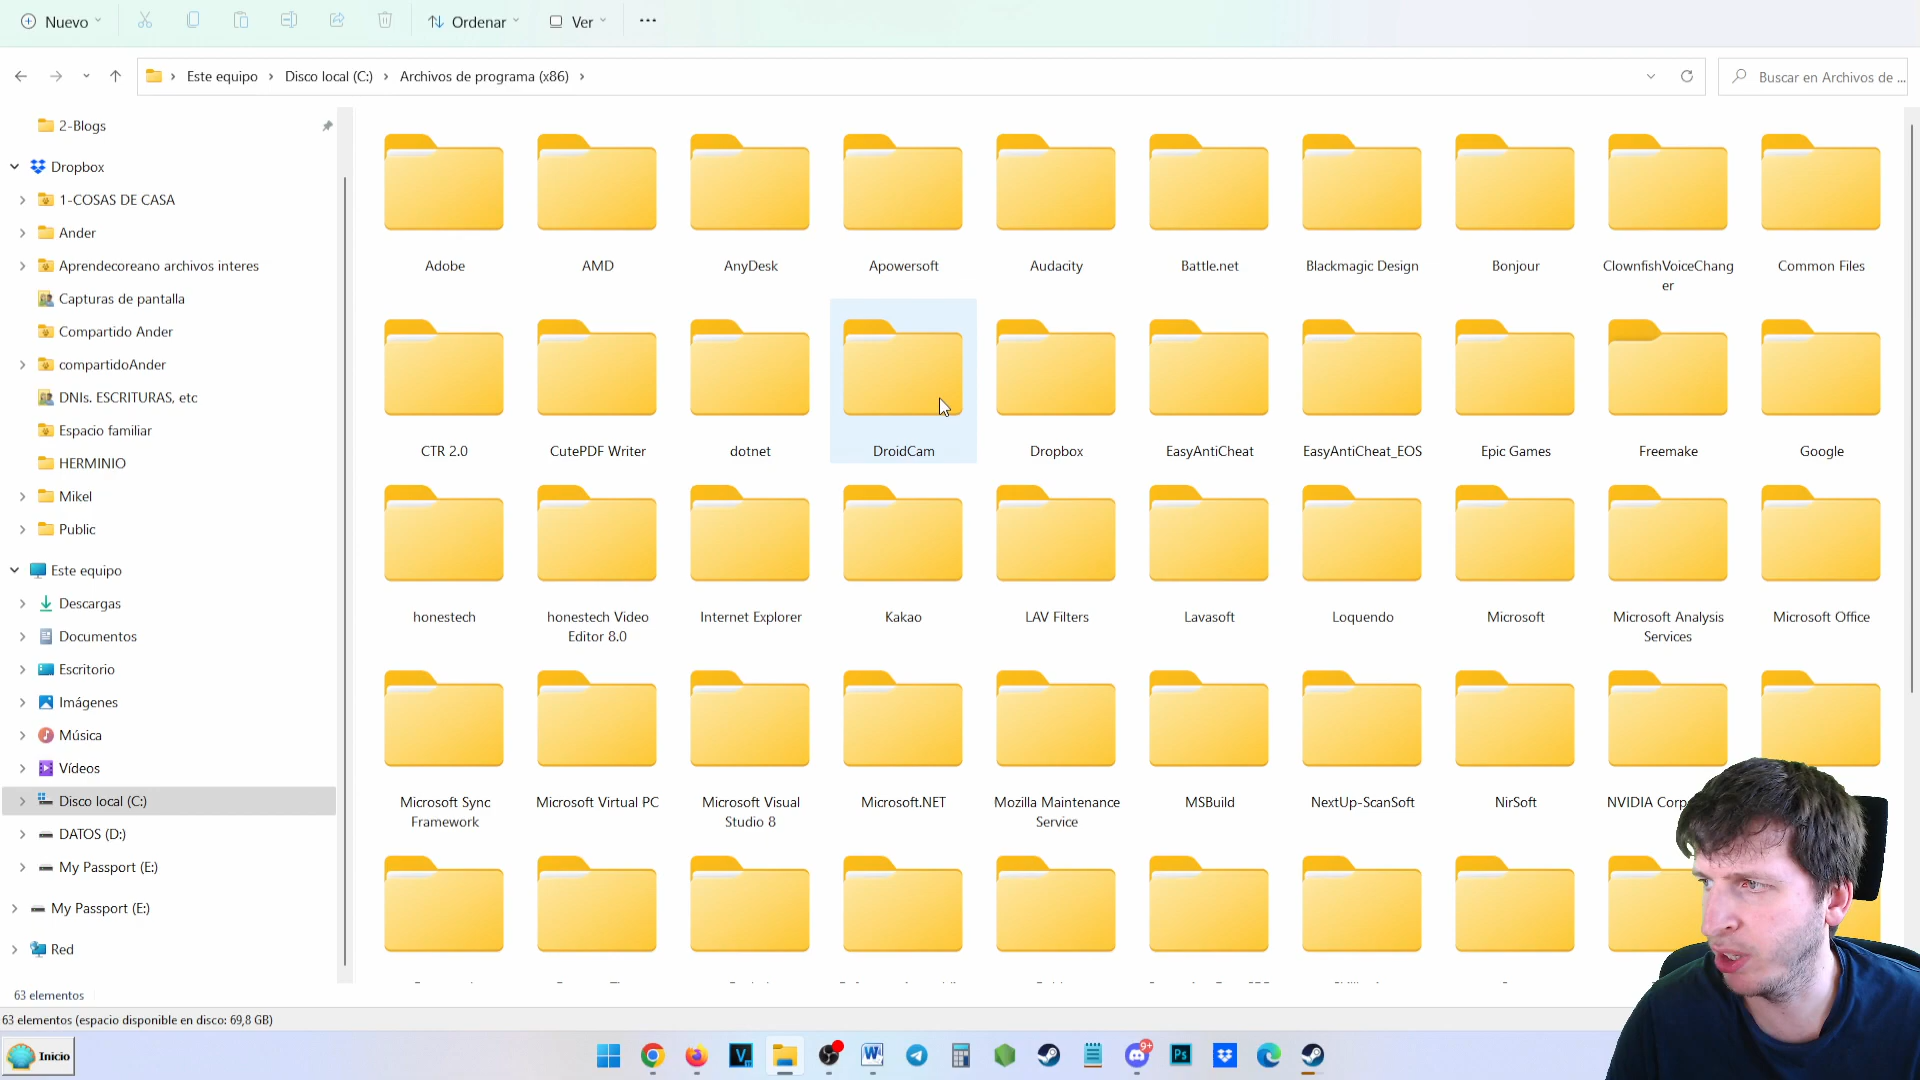 Nuevo
Ordenar
Ver
Este equipo
Disco local (C:)
Archivos de programa (x86)
Buscar en Archivos de ...
2-Blogs
Dropbox
1-COSAS DE CASA
Ander
Aprendecoreano archivos interes
Capturas de pantalla
Compartido Ander
compartidoAnder
DNIs. ESCRITURAS, etc
Espacio familiar
HERMINIO
Mikel
Public
Este equipo
Descargas
Documentos
Escritorio
Imágenes
Música
Vídeos
Disco local (C:)
DATOS (D:)
My Passport (E:)
My Passport (E:)
Red
Adobe
AMD
AnyDesk
Apowersoft
Audacity
Battle.net
Blackmagic Design
Bonjour
ClownfishVoiceChang
er
Common Files
CTR 2.0
CutePDF Writer
dotnet
DroidCam
Dropbox
EasyAntiCheat
EasyAntiCheat_EOS
Epic Games
Freemake
Google
honestech
honestech Video
Editor 8.0
Internet Explorer
Kakao
LAV Filters
Lavasoft
Loquendo
Microsoft
Microsoft Analysis
Services
Microsoft Office
Microsoft Sync
Framework
Microsoft Virtual PC
Microsoft Visual
Studio 8
Microsoft.NET
Mozilla Maintenance
Service
MSBuild
NextUp-ScanSoft
NirSoft
NVIDIA Corp
63 elementos
63 elementos (espacio disponible en disco: 69,8 GB)
Inicio
V
W
9+
Ps